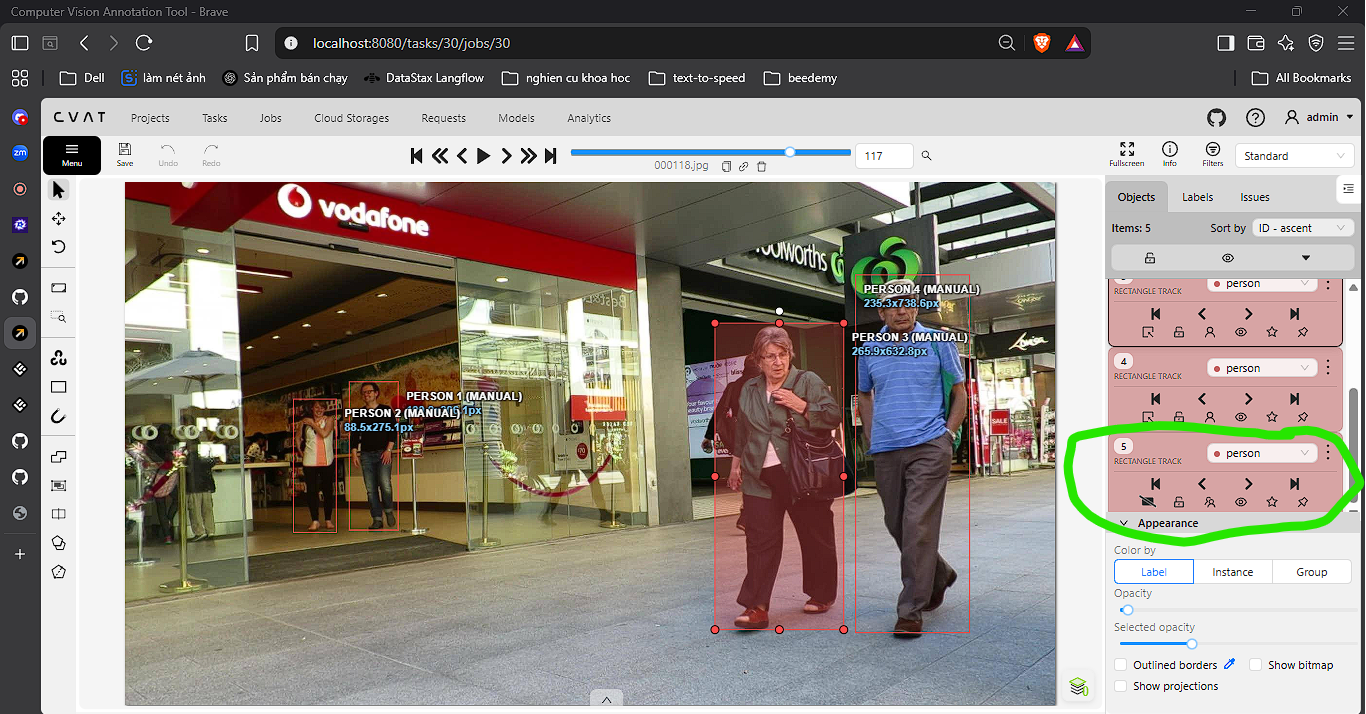 Computer Vision Annotation Tool - Brave
localhost:8080/tasks/30/jobs/30
Dell
làm nét ảnh
Sản phẩm bán chạy
DataStax Langflow
nghien cu khoa hoc
text-to-speed
beedemy
All Bookmarks
zm
CVAT
Projects
Tasks
Jobs
Cloud Storages
Requests
Models
Analytics
admin
Menu
Save
Undo
Redo
000118.jpg
117
Fullscreen
Info
Filters
Standard
Objects
Labels
Issues
Items: 5
Sort by
ID - ascent
RECTANGLE TRACK
person
4
person
RECTANGLE TRACK
5
person
RECTANGLE TRACK
Appearance
Color by
Label
Instance
Group
Opacity
Selected opacity
Outlined borders
Show bitmap
Show projections
vodafone
oolworths
PERSON 4 (MANUAL)
235.3x738.6px
PERSON 3 (MANUAL)
265.9x632.8px
PERSON 1 (MANUAL)
PERSON 2 (MANUAL)
88.5x275.1px
SALE